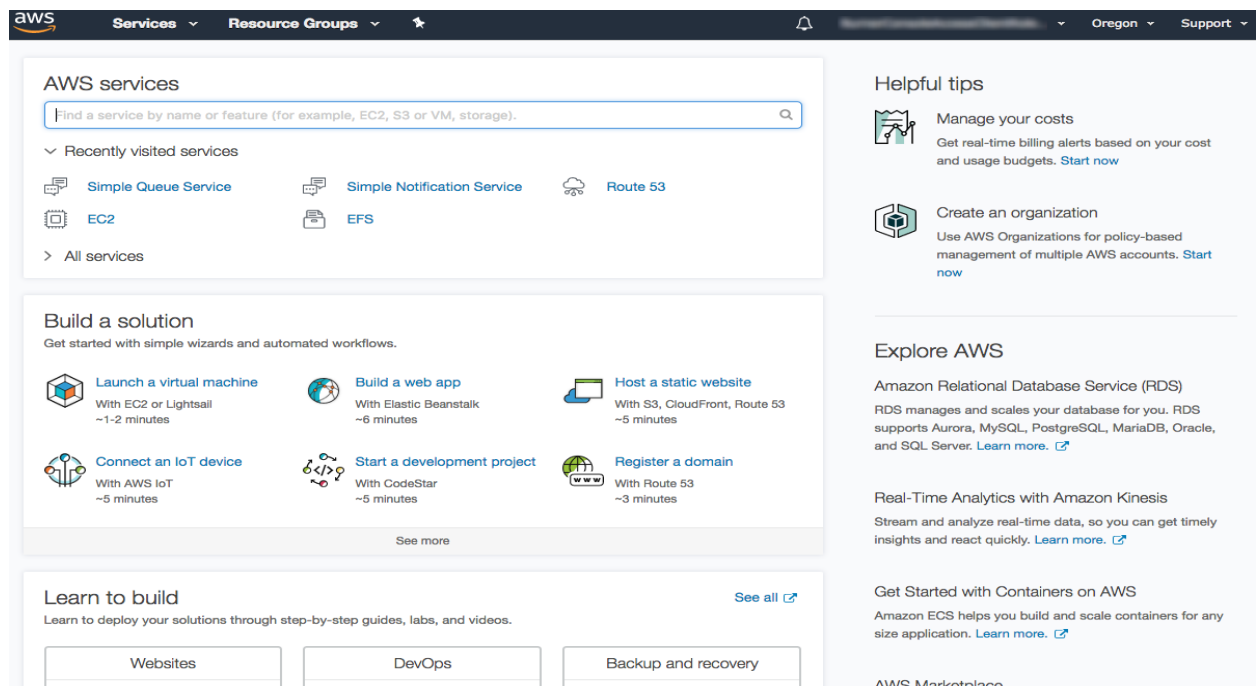 aws Services Resource Groups Oregon Support
AWS services
Find a service by name or feature (for example, EC2, S3 or VM, storage).
Recently visited services
Simple Queue Service Simple Notification Service Route 53
EC2 EFS
All services
Build a solution
Get started with simple wizards and automated workflows.
Launch a virtual machine
With EC2 or Lightsail
~1-2 minutes
Build a web app
With Elastic Beanstalk
~6 minutes
Host a static website
With S3, CloudFront, Route 53
~5 minutes
Connect an IoT device
With AWS IoT
~5 minutes
Start a development project
With CodeStar
~5 minutes
Register a domain
With Route 53
~3 minutes
www
See more
Learn to build
See all
Learn to deploy your solutions through step-by-step guides, labs, and videos.
Websites DevOps Backup and recovery
Helpful tips
Manage your costs
Get real-time billing alerts based on your cost
and usage budgets. Start now
Create an organization
Use AWS Organizations for policy-based
management of multiple AWS accounts. Start
now
Explore AWS
Amazon Relational Database Service (RDS)
RDS manages and scales your database for you. RDS
supports Aurora, MySQL, PostgreSQL, MariaDB, Oracle,
and SQL Server. Learn more.
Real-Time Analytics with Amazon Kinesis
Stream and analyze real-time data, so you can get timely
insights and react quickly. Learn more.
Get Started with Containers on AWS
Amazon ECS helps you build and scale containers for any
size application. Learn more.
AWS Marketplace